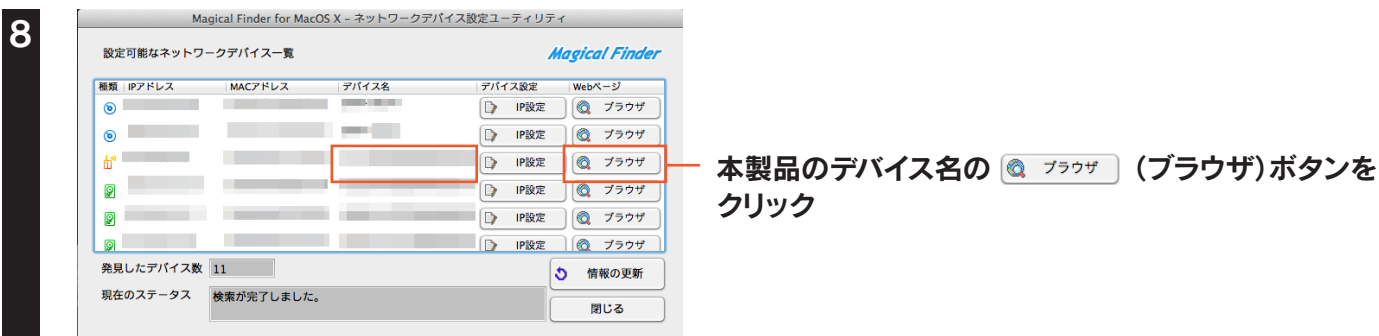 8
Magical Finder for MacOS X – ネットワークデバイス設定ユーティリティ
設定可能なネットワークデバイス一覧
Magical Finder
種類 IPアドレス MACアドレス デバイス名 デバイス設定 Webページ
IP設定 ブラウザ
IP設定 ブラウザ
IP設定 ブラウザ
IP設定 ブラウザ
IP設定 ブラウザ
IP設定 ブラウザ
発見したデバイス数 11
情報の更新
現在のステータス 検索が完了しました。
閉じる
本製品のデバイス名の ブラウザ (ブラウザ)ボタンを
クリック